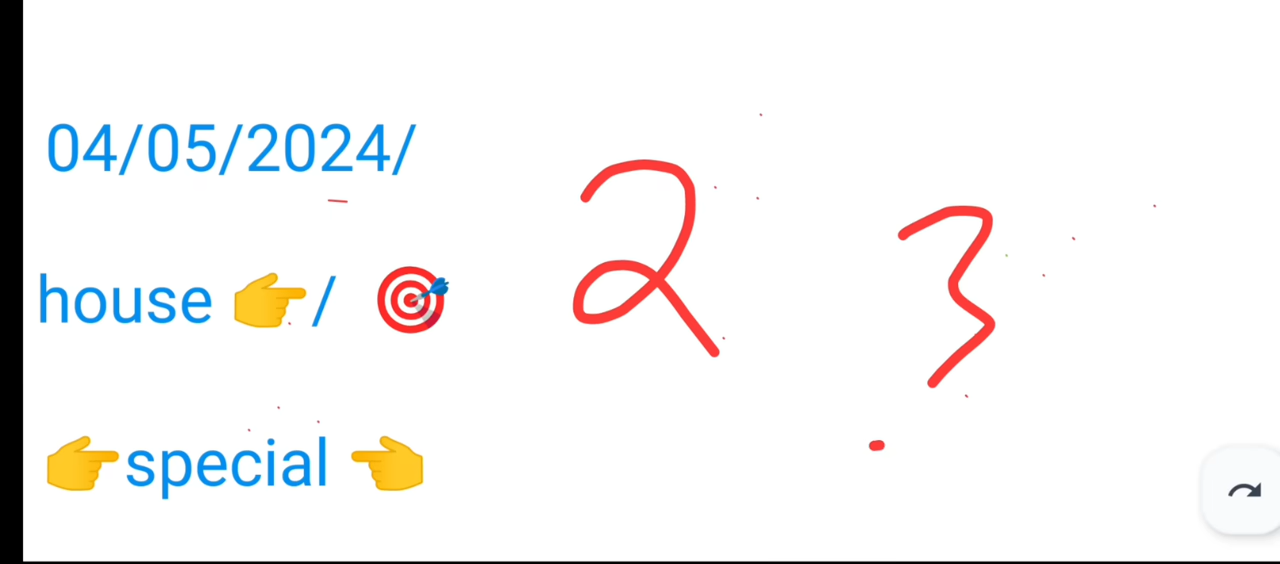 04/05/2024/
2 3
house 👉/ 🎯
👉special 👈